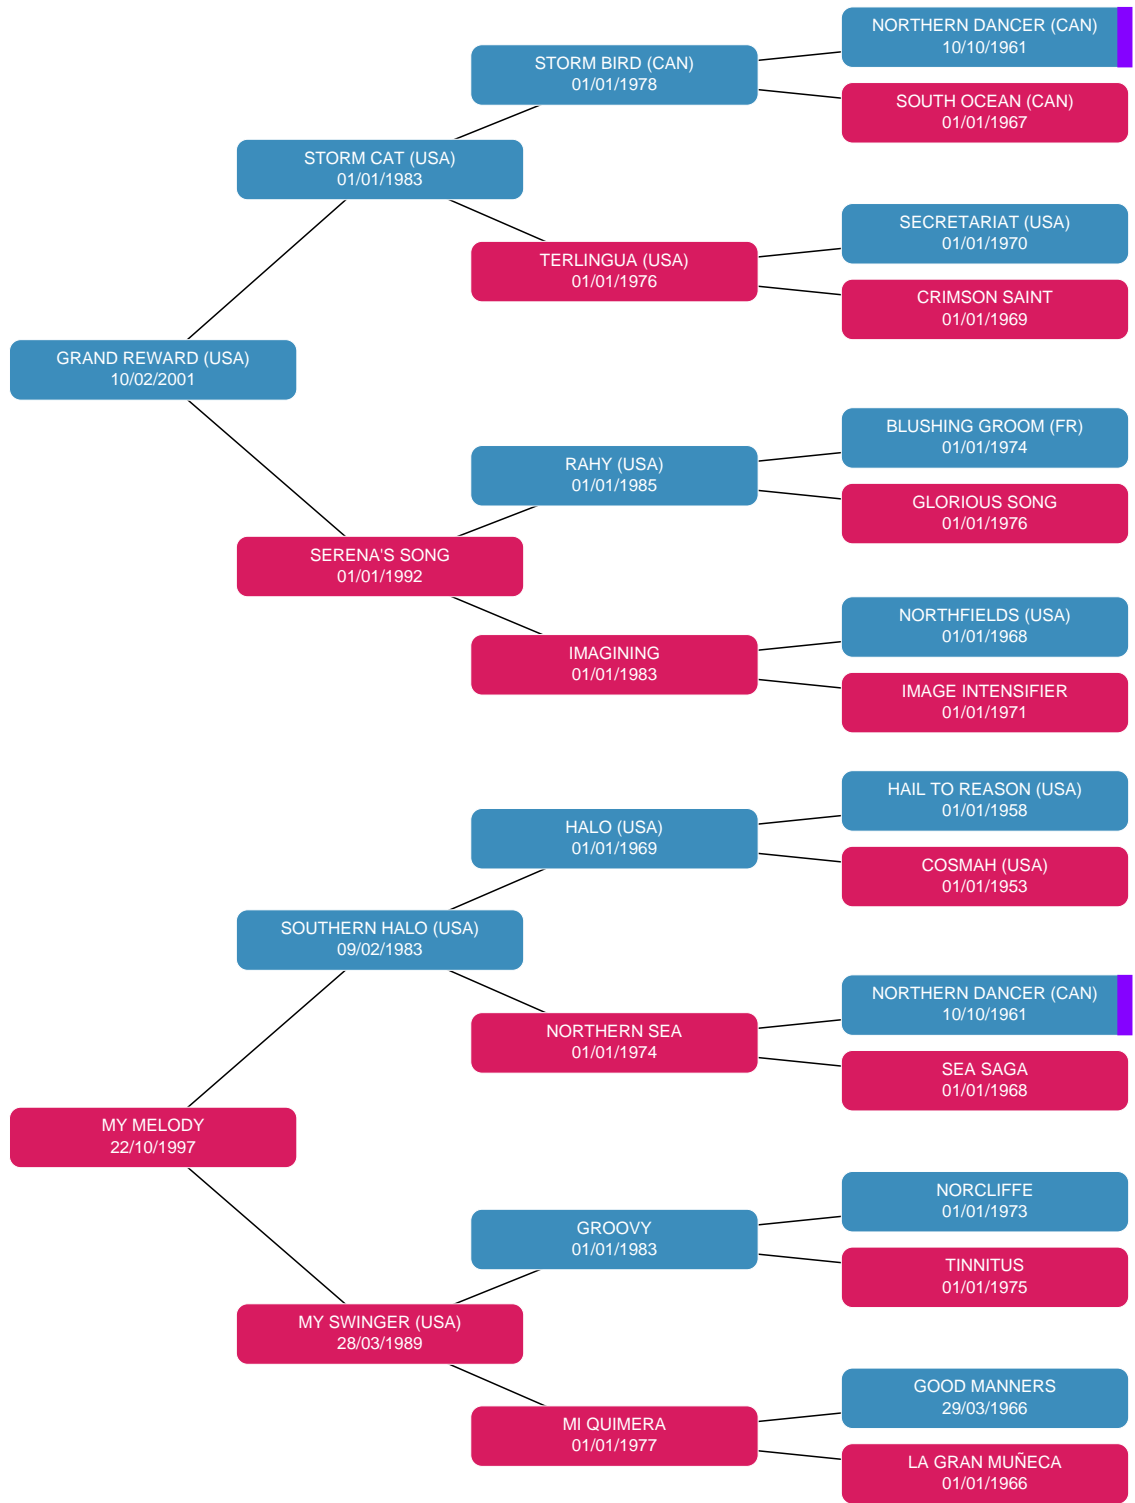 NORTHERN DANCER (CAN)
10/10/1961
STORM BIRD (CAN)
01/01/1978
SOUTH OCEAN (CAN)
01/01/1967
STORM CAT (USA)
01/01/1983
SECRETARIAT (USA)
01/01/1970
TERLINGUA (USA)
01/01/1976
CRIMSON SAINT
01/01/1969
GRAND REWARD (USA)
10/02/2001
BLUSHING GROOM (FR)
01/01/1974
RAHY (USA)
01/01/1985
GLORIOUS SONG
01/01/1976
SERENA'S SONG
01/01/1992
NORTHFIELDS (USA)
01/01/1968
IMAGINING
01/01/1983
IMAGE INTENSIFIER
01/01/1971
HAIL TO REASON (USA)
01/01/1958
HALO (USA)
01/01/1969
COSMAH (USA)
01/01/1953
SOUTHERN HALO (USA)
09/02/1983
NORTHERN DANCER (CAN)
10/10/1961
NORTHERN SEA
01/01/1974
SEA SAGA
01/01/1968
MY MELODY
22/10/1997
NORCLIFFE
01/01/1973
GROOVY
01/01/1983
TINNITUS
01/01/1975
MY SWINGER (USA)
28/03/1989
GOOD MANNERS
29/03/1966
MI QUIMERA
01/01/1977
LA GRAN MUÑECA
01/01/1966